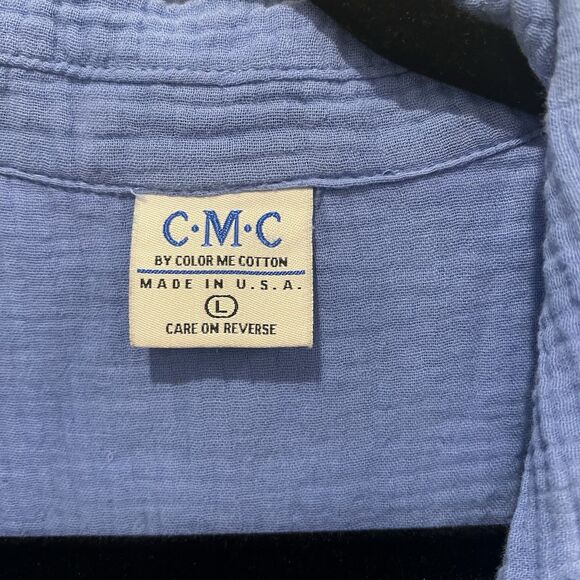 C·M·C
BY COLOR ME COTTON
MADE IN U.S.A.
L
CARE ON REVERSE